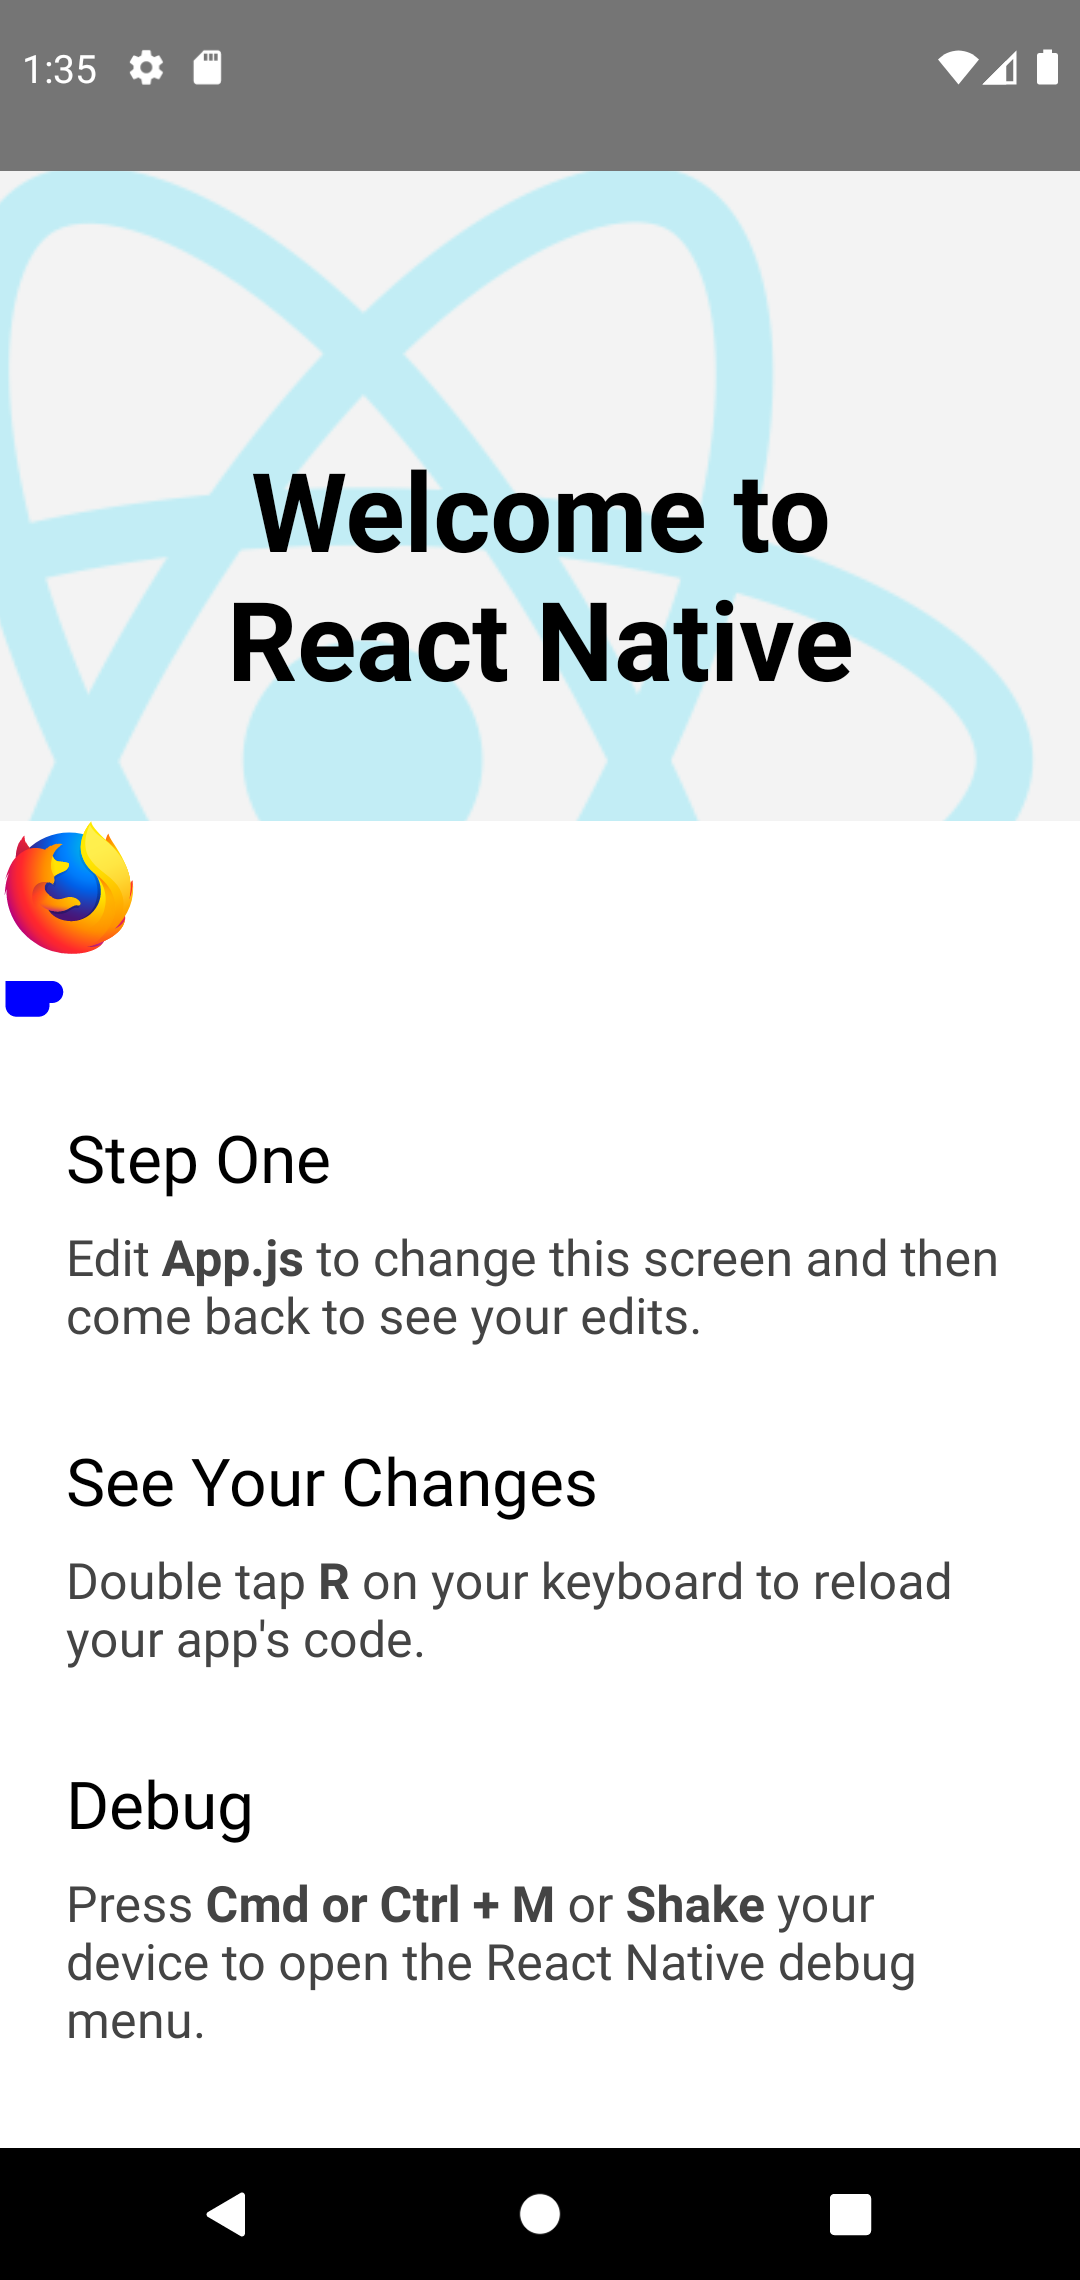 1:35
Welcome to
React Native
Step One
Edit App.js to change this screen and then
come back to see your edits.
See Your Changes
Double tap R on your keyboard to reload
your app's code.
Debug
Press Cmd or Ctrl + M or Shake your
device to open the React Native debug
menu.